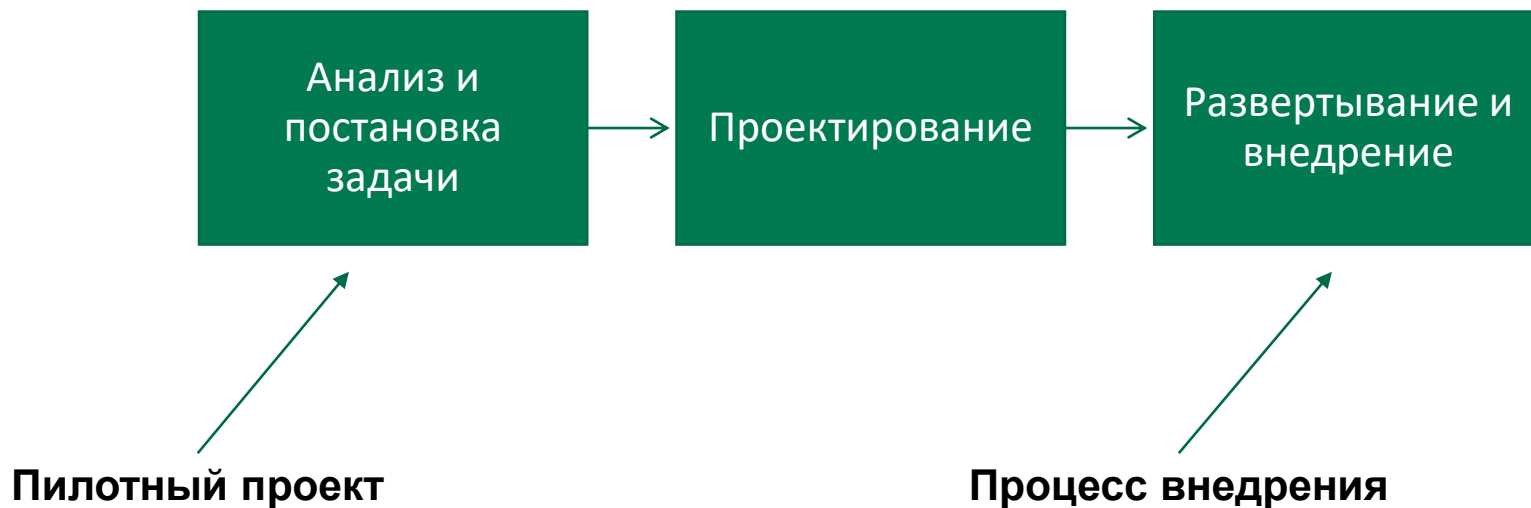 Анализ и
постановка
задачи
Проектирование
Развертывание и
внедрение
Пилотный проект
Процесс внедрения